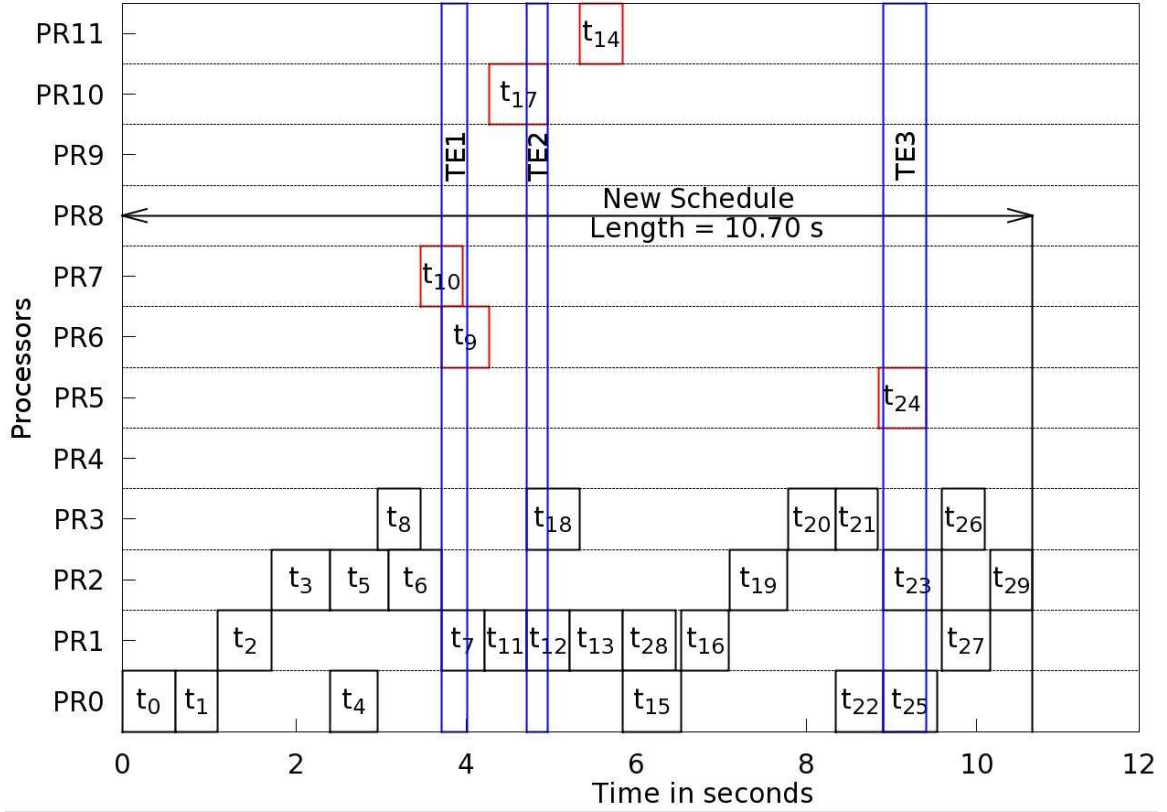 PR11
t14
PR10
t17
PR9
TE1
TE2
TE3
New Schedule
PR8
Length = 10.70 s
PR7
t10
PR6
t9
PR5
t24
PR4
PR3
t8
t18
t20
t21
t26
PR2
t3
t5
t6
t19
t23
t29
PR1
t2
t7
t11
t12
t13
t28
t16
t27
PR0
t0
t1
t4
t15
t22
t25
Processors
0
2
4
6
8
10
12
Time in seconds